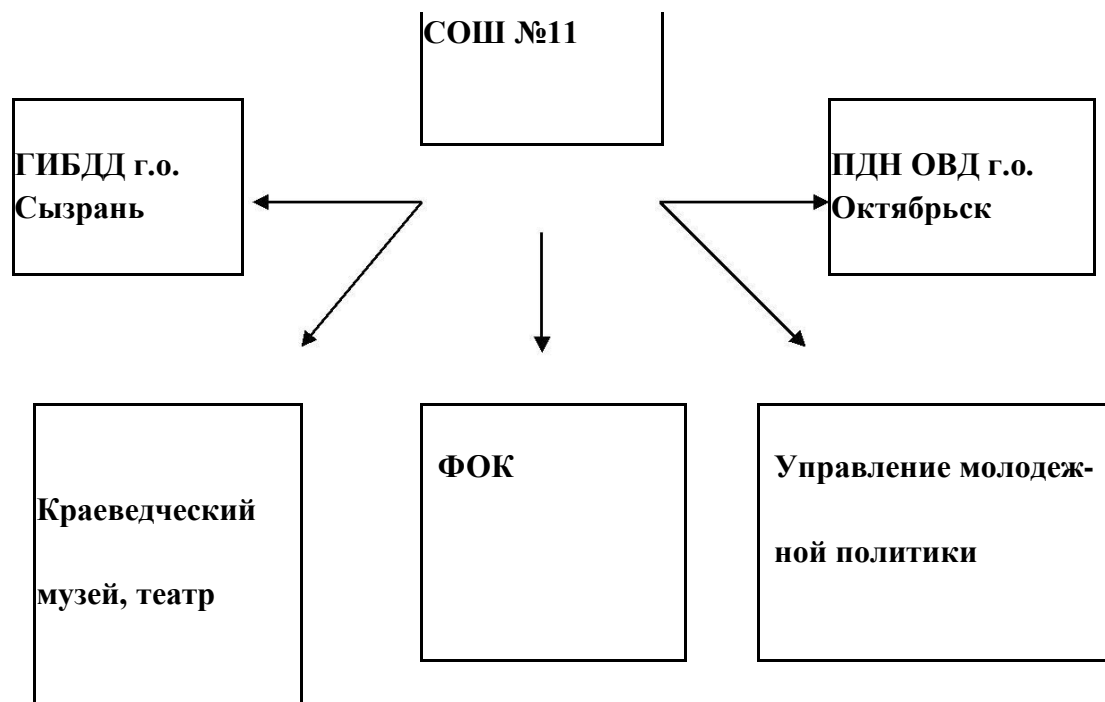 СОШ №11
ГИБДД г.о.
Сызрань
ПДН ОВД г.о.
Октябрьск
Краеведческий
музей, театр
ФОК
Управление молодеж-
ной политики